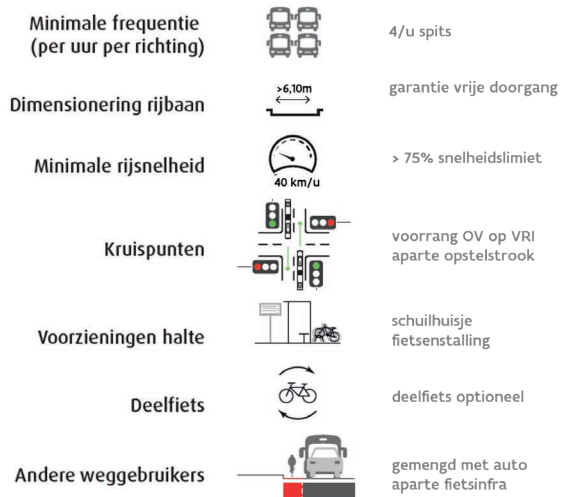 Minimale frequentie
(per uur per richting)
4/u spits
Dimensionering rijbaan
>6,10m
garantie vrije doorgang
Minimale rijsnelheid
40 km/u
> 75% snelheidslimiet
Kruispunten
voorrang OV op VRI
aparte opstelstrook
Voorzieningen halte
schuilhuisje
fietsenstalling
Deelfiets
deelfiets optioneel
Andere weggebruikers
gemengd met auto
aparte fietsinfra